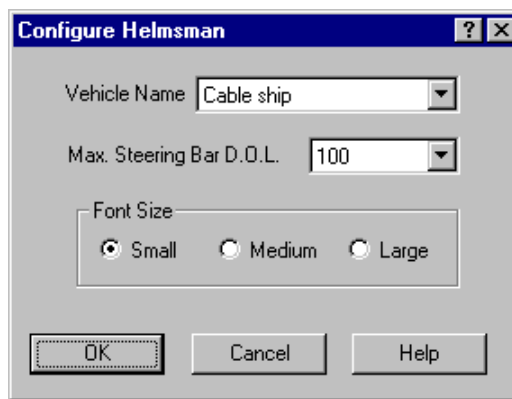 Configure Helmsman
Vehicle Name Cable ship
Max. Steering Bar D.O.L. 100
Font Size
Small Medium Large
OK Cancel Help